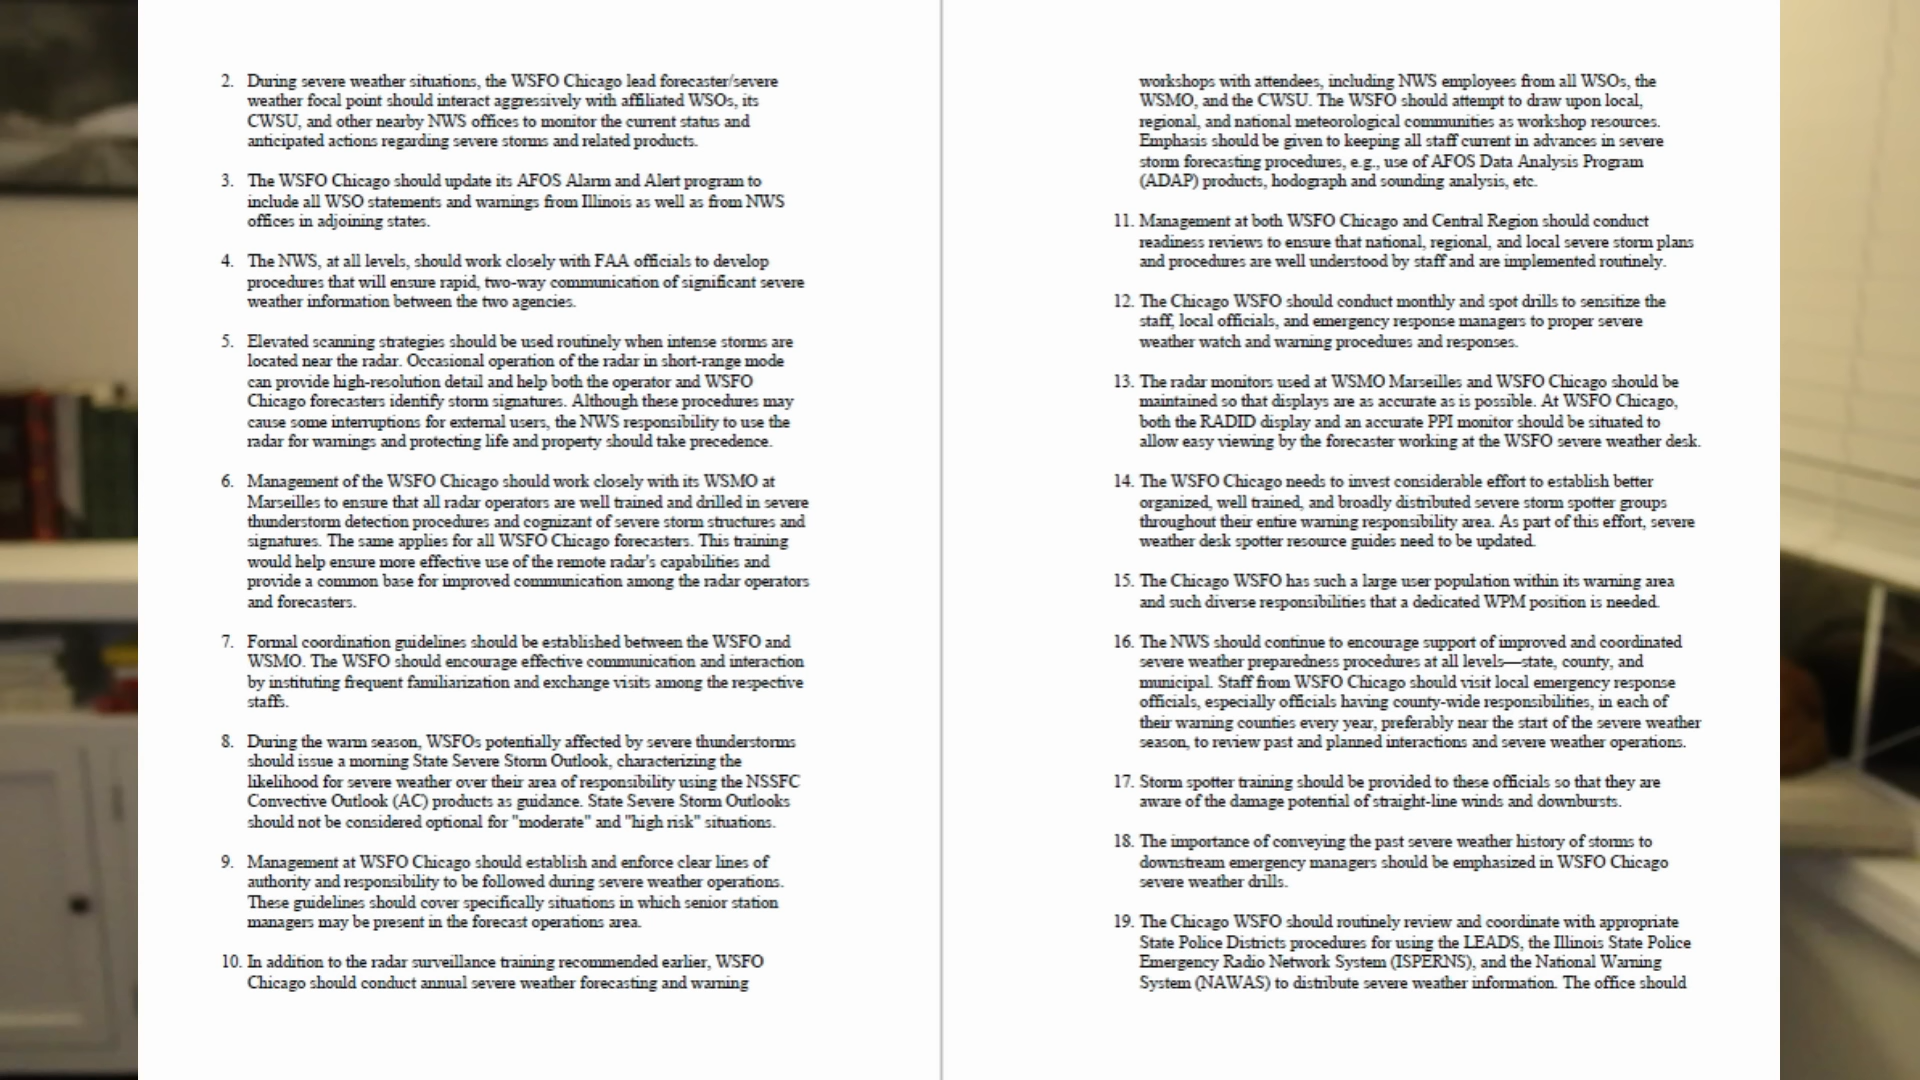 2. During severe weather situations, the WSFO Chicago lead forecaster/severe
weather focal point should interact aggressively with affiliated WSOs, its
CWSU, and other nearby NWS offices to monitor the current status and
anticipated actions regarding severe storms and related products.
3. The WSFO Chicago should update its AFOS Alarm and Alert program to
include all WSO statements and warnings from Illinois as well as from NWS
offices in adjoining states.
4. The NWS, at all levels, should work closely with FAA officials to develop
procedures that will ensure rapid, two-way communication of significant severe
weather information between the two agencies.
5. Elevated scanning strategies should be used routinely when intense storms are
located near the radar. Occasional operation of the radar in short-range mode
can provide high-resolution detail and help both the operator and WSFO
Chicago forecasters identify storm signatures. Although these procedures may
cause some interruptions for external users, the NWS responsibility to use the
radar for warnings and protecting life and property should take precedence.
6. Management of the WSFO Chicago should work closely with its WSMO at
Marseilles to ensure that all radar operators are well trained and drilled in severe
thunderstorm detection procedures and cognizant of severe storm structures and
signatures. The same applies for all WSFO Chicago forecasters. This training
would help ensure more effective use of the remote radar's capabilities and
provide a common base for improved communication among the radar operators
and forecasters.
7. Formal coordination guidelines should be established between the WSFO and
WSMO. The WSFO should encourage effective communication and interaction
by instituting frequent familiarization and exchange visits among the respective
staffs.
8. During the warm season, WSFOs potentially affected by severe thunderstorms
should issue a morning State Severe Storm Outlook, characterizing the
likelihood for severe weather over their area of responsibility using the NSSFC
Convective Outlook (AC) products as guidance. State Severe Storm Outlooks
should not be considered optional for "moderate" and "high risk" situations.
9. Management at WSFO Chicago should establish and enforce clear lines of
authority and responsibility to be followed during severe weather operations.
These guidelines should cover specifically situations in which senior station
managers may be present in the forecast operations area.
10. In addition to the radar surveillance training recommended earlier, WSFO
Chicago should conduct annual severe weather forecasting and warning
workshops with attendees, including NWS employees from all WSOs, the
WSMO, and the CWSU. The WSFO should attempt to draw upon local,
regional, and national meteorological communities as workshop resources.
Emphasis should be given to keeping all staff current in advances in severe
storm forecasting procedures, e.g., use of AFOS Data Analysis Program
(ADAP) products, hodograph and sounding analysis, etc.
11. Management at both WSFO Chicago and Central Region should conduct
readiness reviews to ensure that national, regional, and local severe storm plans
and procedures are well understood by staff and are implemented routinely.
12. The Chicago WSFO should conduct monthly and spot drills to sensitize the
staff, local officials, and emergency response managers to proper severe
weather watch and warning procedures and responses.
13. The radar monitors used at WSMO Marseilles and WSFO Chicago should be
maintained so that displays are as accurate as is possible. At WSFO Chicago,
both the RADID display and an accurate PPI monitor should be situated to
allow easy viewing by the forecaster working at the WSFO severe weather desk.
14. The WSFO Chicago needs to invest considerable effort to establish better
organized, well trained, and broadly distributed severe storm spotter groups
throughout their entire warning responsibility area. As part of this effort, severe
weather desk spotter resource guides need to be updated.
15. The Chicago WSFO has such a large user population within its warning area
and such diverse responsibilities that a dedicated WPM position is needed.
16. The NWS should continue to encourage support of improved and coordinated
severe weather preparedness procedures at all levels—state, county, and
municipal. Staff from WSFO Chicago should visit local emergency response
officials, especially officials having county-wide responsibilities, in each of
their warning counties every year, preferably near the start of the severe weather
season, to review past and planned interactions and severe weather operations.
17. Storm spotter training should be provided to these officials so that they are
aware of the damage potential of straight-line winds and downbursts.
18. The importance of conveying the past severe weather history of storms to
downstream emergency managers should be emphasized in WSFO Chicago
severe weather drills.
19. The Chicago WSFO should routinely review and coordinate with appropriate
State Police Districts procedures for using the LEADS, the Illinois State Police
Emergency Radio Network System (ISPERNS), and the National Warning
System (NAWAS) to distribute severe weather information. The office should